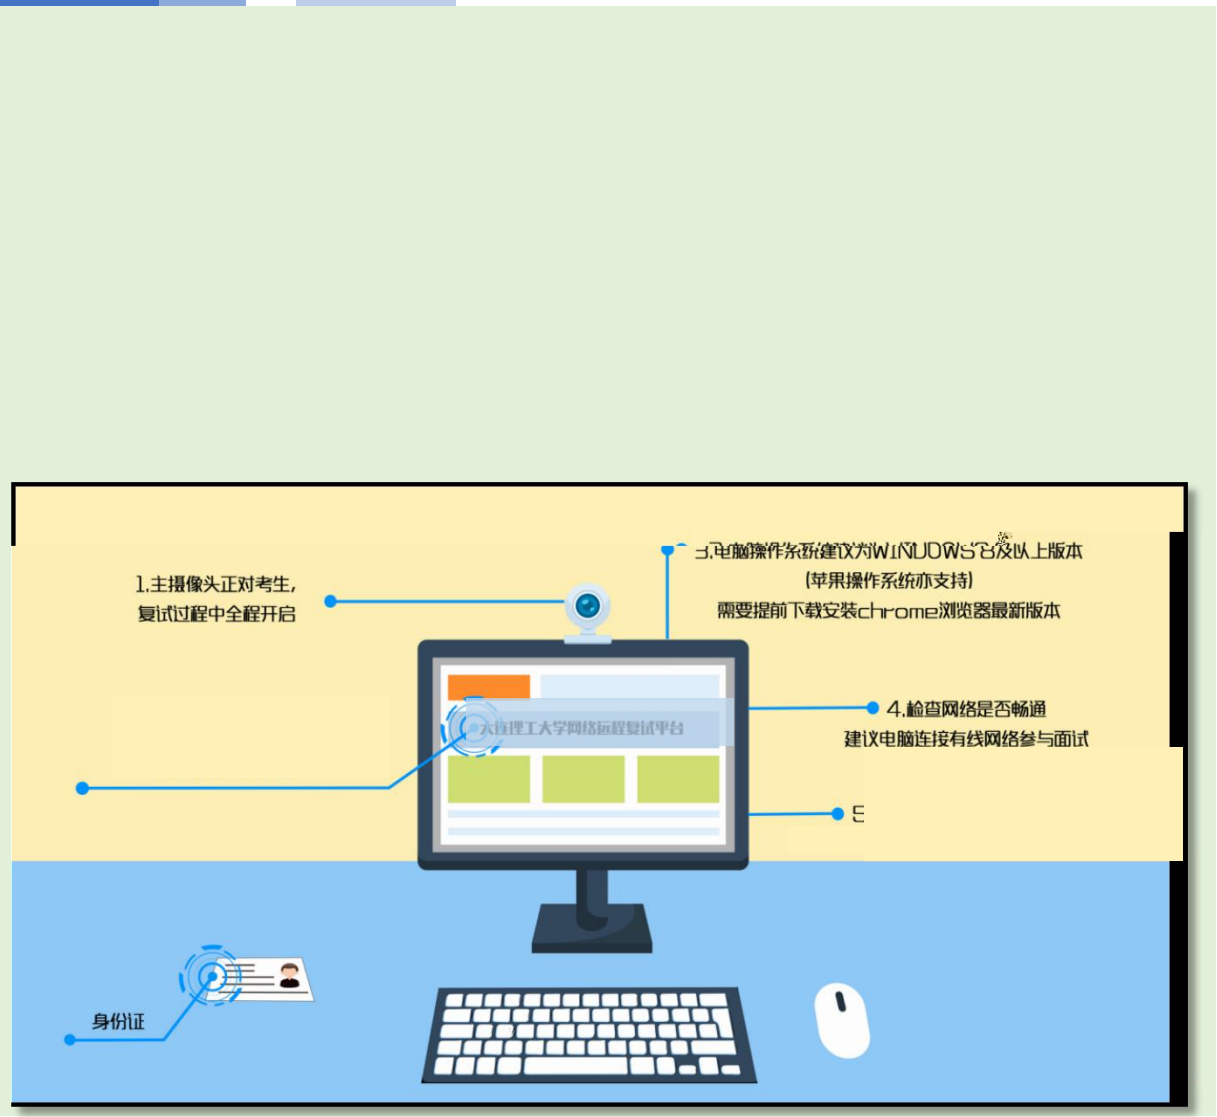 3.电脑操作系统建议为WINDOWS 8及以上版本
(苹果操作系统亦支持)
需要提前下载安装chrome浏览器最新版本
1.主摄像头正对考生,
复试过程中全程开启
4.检查网络是否畅通
建议电脑连接有线网络参与面试
大连理工大学网络远程复试平台
身份证